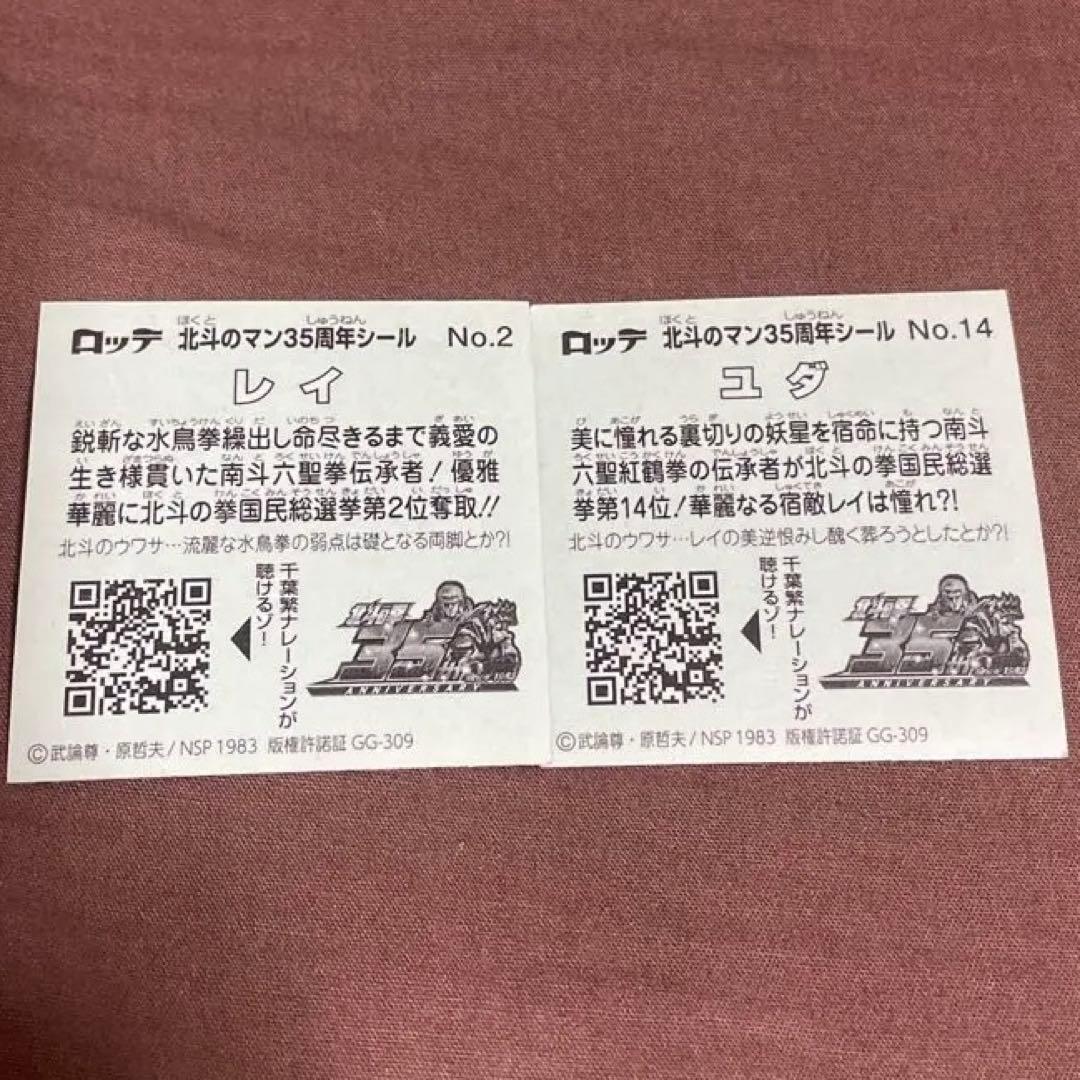 ロッテ 北斗のマン35周年シール No.2
レイ
鋭斬な水鳥拳繰出し命尽きるまで義愛の
生き様貫いた南斗六聖拳伝承者！優雅
華麗に北斗の拳国民総選挙第2位奪取!!
北斗のウワサ…流麗な水鳥拳の弱点は礎となる両脚とか?!
千葉繁ナレーションが
聴けるゾ！
35
ANNIVERSARY
©武論尊・原哲夫/NSP 1983 版権許諾証 GG-309
ロッテ 北斗のマン35周年シール No.14
ユダ
美に憧れる裏切りの妖星を宿命に持つ南斗
六聖紅鶴拳の伝承者が北斗の拳国民総選
挙第14位！華麗なる宿敵レイは憧れ?!
北斗のウワサ…レイの美逆恨みし醜く葬ろうとしたとか?!
千葉繁ナレーションが
聴けるゾ！
35
ANNIVERSARY
©武論尊・原哲夫/NSP 1983 版権許諾証 GG-309